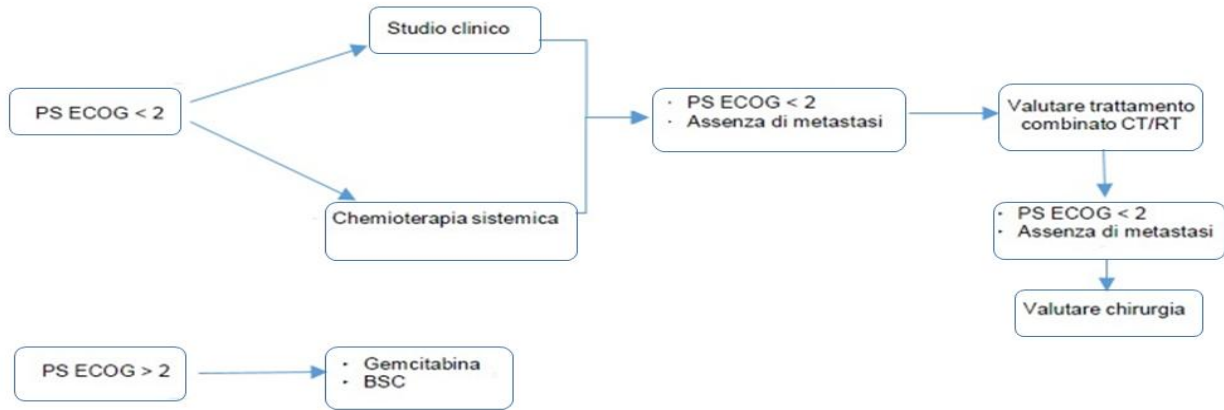 Studio clinico
PS ECOG < 2
Chemioterapia sistemica
· PS ECOG < 2
· Assenza di metastasi
Valutare trattamento
combinato CT/RT
· PS ECOG < 2
· Assenza di metastasi
Valutare chirurgia
PS ECOG > 2
· Gemcitabina
· BSC